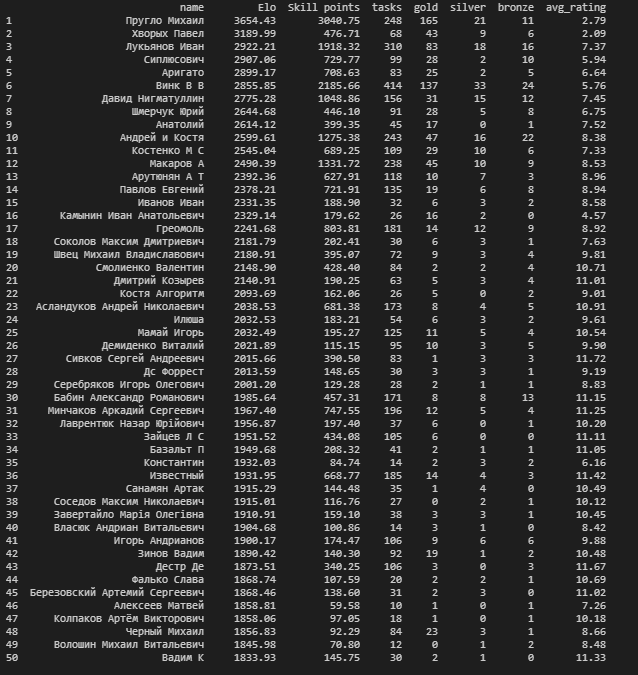 name Elo Skill points tasks gold silver bronze avg_rating
1 Пругло Михаил 3654.43 3040.75 248 165 21 11 2.79
2 Хворых Павел 3189.99 476.71 68 43 9 6 2.09
3 Лукьянов Иван 2922.21 1918.32 310 83 18 16 7.37
4 Сиплюсович 2907.06 729.77 99 28 2 10 5.94
5 Аригато 2899.17 708.63 83 25 2 5 6.64
6 Винк В В 2855.85 2185.66 414 137 33 24 5.76
7 Давид Нигматуллин 2775.28 1048.86 156 31 15 12 7.45
8 Шмерчук Юрий 2644.68 446.10 91 28 5 8 6.75
9 Анатолий 2614.12 399.35 45 17 0 1 7.52
10 Андрей и Костя 2599.61 1275.38 243 47 16 22 8.38
11 Костенко М С 2545.04 689.25 109 29 10 6 7.33
12 Макаров А 2490.39 1331.72 238 45 10 9 8.53
13 Арутюнян А Т 2392.36 627.91 118 10 7 3 8.96
14 Павлов Евгений 2378.21 721.91 135 19 6 8 8.94
15 Иванов Иван 2331.35 188.90 32 6 3 2 8.58
16 Камынин Иван Анатольевич 2329.14 179.62 26 16 2 0 4.57
17 Греомоль 2241.68 803.81 181 14 12 9 8.92
18 Соколов Максим Дмитриевич 2181.79 202.41 30 6 3 1 7.63
19 Швец Михаил Владиславович 2180.91 395.07 72 9 3 4 9.81
20 Смолиенко Валентин 2148.90 428.40 84 2 2 4 10.71
21 Дмитрий Козырев 2140.91 190.25 63 5 3 4 11.01
22 Костя Алгоритм 2093.69 162.06 26 5 0 2 9.01
23 Асландуков Андрей Николаевич 2038.53 681.38 173 8 4 5 10.91
24 Илюша 2032.53 183.21 54 6 3 2 9.61
25 Мамай Игорь 2032.49 195.27 125 11 5 4 10.54
26 Демиденко Виталий 2021.89 115.15 95 10 3 5 9.90
27 Сивков Сергей Андреевич 2015.66 390.50 83 1 3 3 11.72
28 Дс Форрест 2013.59 148.65 30 3 3 1 9.19
29 Серебряков Игорь Олегович 2001.20 129.28 28 2 1 1 8.83
30 Бабин Александр Романович 1985.64 457.31 171 8 8 13 11.15
31 Минчаков Аркадий Сергеевич 1967.40 747.55 196 12 5 4 11.25
32 Лаврентюк Назар Юрійович 1956.87 197.40 37 6 0 1 10.20
33 Зайцев Л С 1951.52 434.08 105 6 0 0 11.11
34 Базальт П 1949.68 208.32 41 2 1 1 11.05
35 Константин 1932.03 84.74 14 2 3 2 6.16
36 Известный 1931.95 668.77 185 14 4 3 11.42
37 Санамян Артак 1915.29 144.48 35 1 4 0 10.49
38 Соседов Максим Николаевич 1915.01 116.76 27 0 2 1 10.12
39 Завертайло Марія Олегівна 1910.91 159.10 38 3 3 1 10.45
40 Власюк Андриан Витальевич 1904.68 100.86 14 3 1 0 8.42
41 Игорь Андрианов 1900.17 174.47 106 9 6 6 9.88
42 Зинов Вадим 1890.42 140.30 92 19 1 2 10.48
43 Дестр Де 1873.51 340.25 106 3 0 3 11.67
44 Фалько Слава 1868.74 107.59 20 2 2 1 10.69
45 Березовский Артемий Сергеевич 1868.46 138.60 31 2 3 0 11.02
46 Алексеев Матвей 1858.81 59.58 10 1 0 1 7.26
47 Колпаков Артём Викторович 1858.06 97.05 18 1 0 1 10.18
48 Черный Михаил 1856.83 92.29 84 23 3 1 8.66
49 Волошин Михаил Витальевич 1845.98 70.80 12 0 1 2 8.48
50 Вадим К 1833.93 145.75 30 2 1 0 11.33